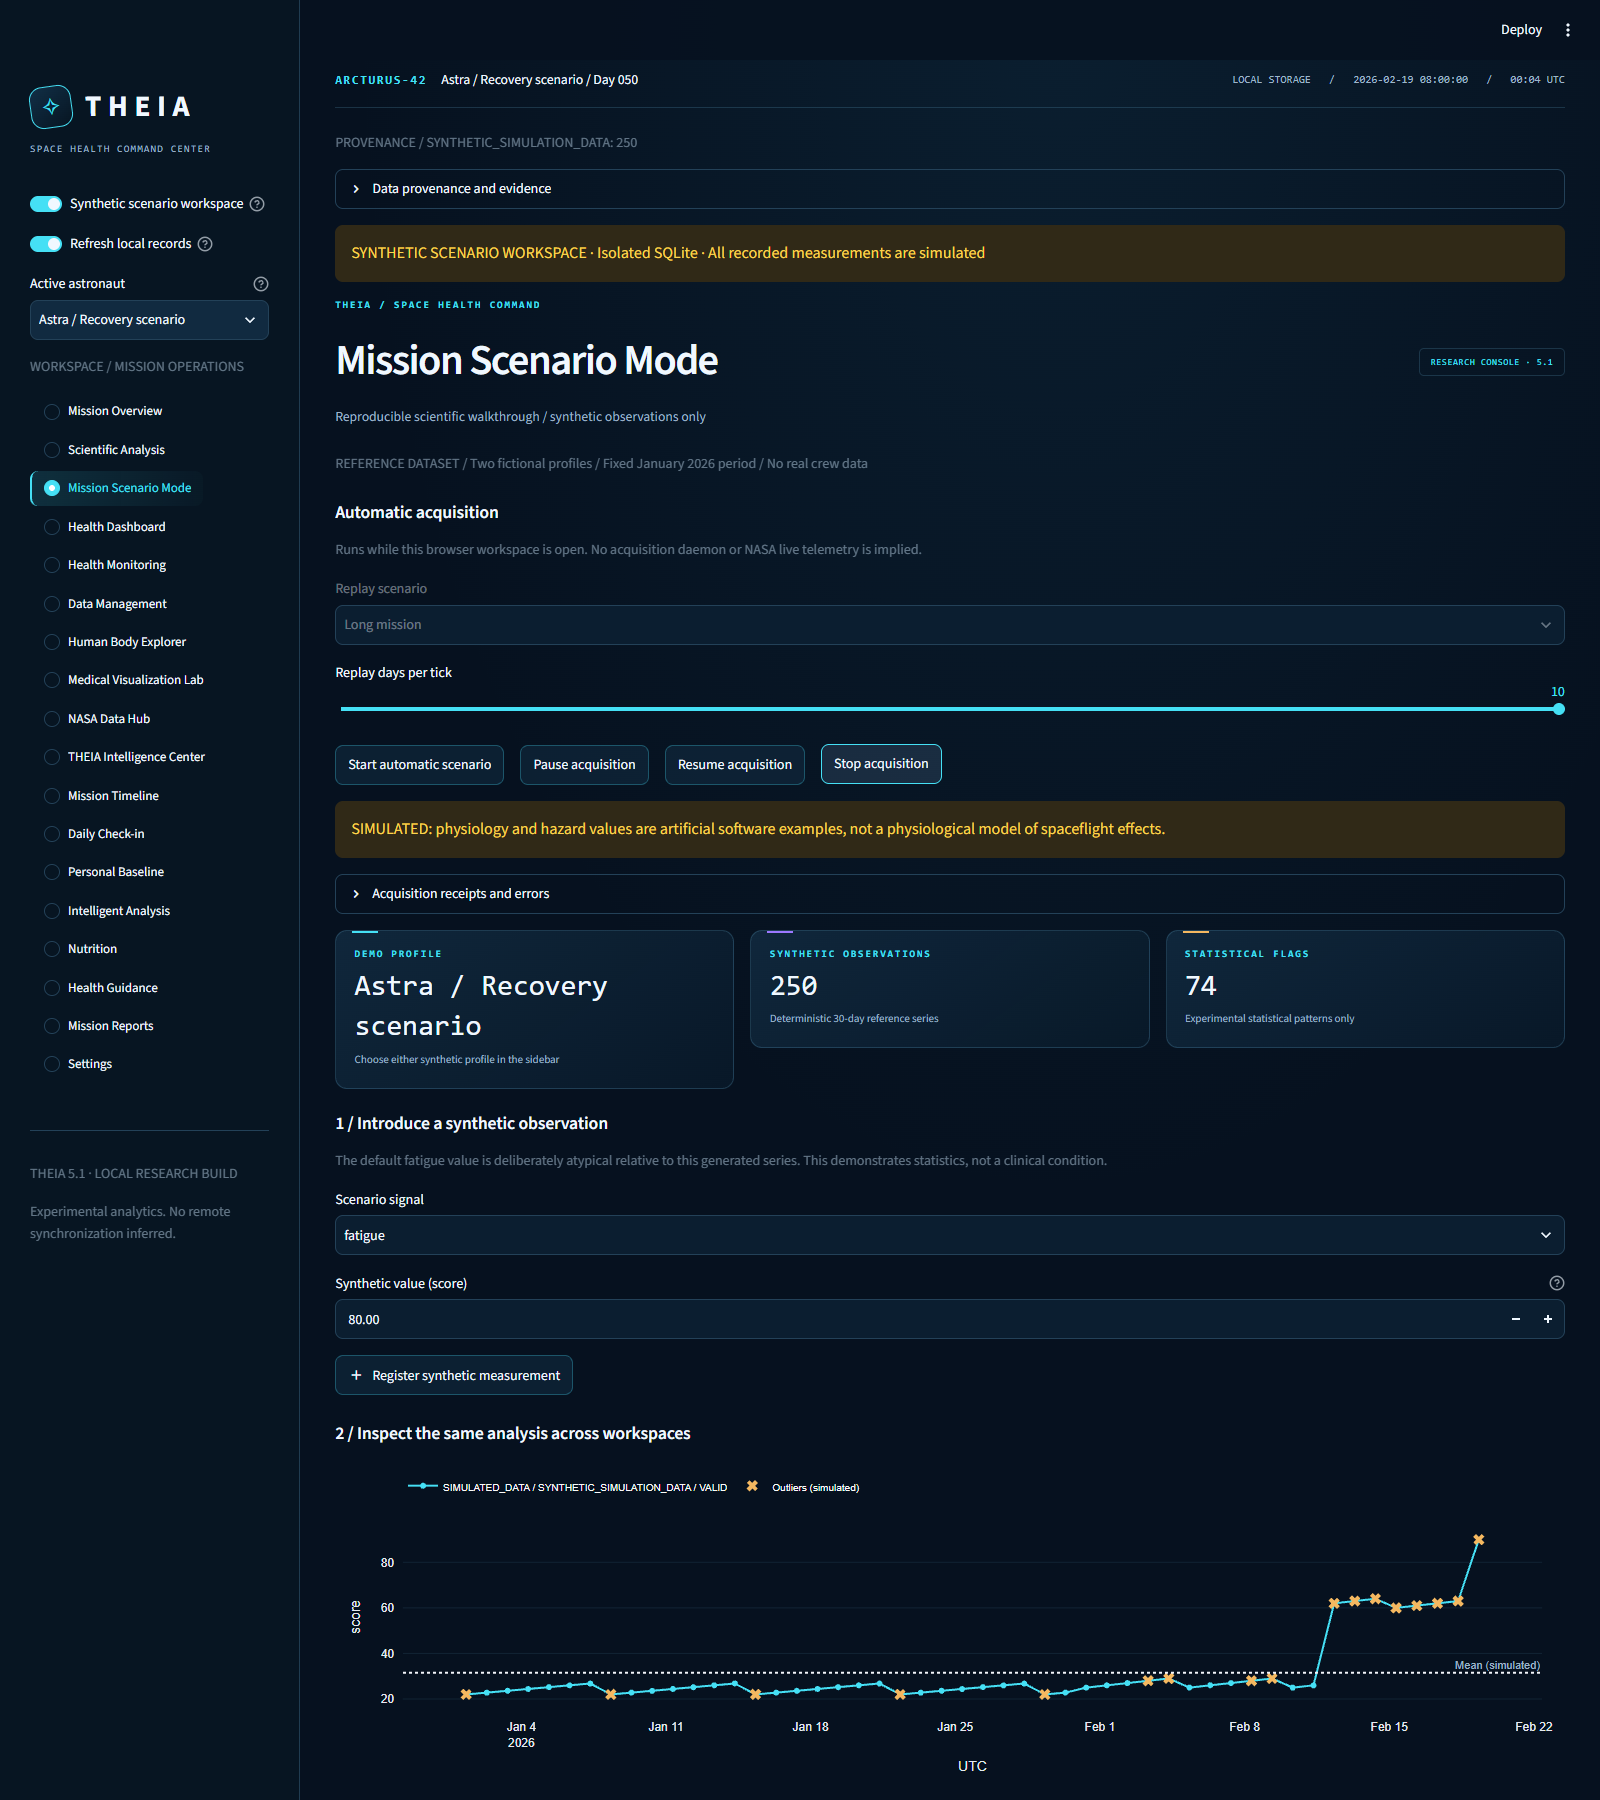 Deploy
THEIA
SPACE HEALTH COMMAND CENTER
Synthetic scenario workspace
Refresh local records
Active astronaut
Astra / Recovery scenario
WORKSPACE / MISSION OPERATIONS
Mission Overview
Scientific Analysis
Mission Scenario Mode
Health Dashboard
Health Monitoring
Data Management
Human Body Explorer
Medical Visualization Lab
NASA Data Hub
THEIA Intelligence Center
Mission Timeline
Daily Check-in
Personal Baseline
Intelligent Analysis
Nutrition
Health Guidance
Mission Reports
Settings
THEIA 5.1 · LOCAL RESEARCH BUILD
Experimental analytics. No remote
synchronization inferred.
ARCTURUS-42 Astra / Recovery scenario / Day 050
LOCAL STORAGE / 2026-02-19 08:00:00 / 00:04 UTC
PROVENANCE / SYNTHETIC_SIMULATION_DATA: 250
Data provenance and evidence
SYNTHETIC SCENARIO WORKSPACE · Isolated SQLite · All recorded measurements are simulated
THEIA / SPACE HEALTH COMMAND
Mission Scenario Mode
RESEARCH CONSOLE · 5.1
Reproducible scientific walkthrough / synthetic observations only
REFERENCE DATASET / Two fictional profiles / Fixed January 2026 period / No real crew data
Automatic acquisition
Runs while this browser workspace is open. No acquisition daemon or NASA live telemetry is implied.
Replay scenario
Long mission
Replay days per tick
10
Start automatic scenario
Pause acquisition
Resume acquisition
Stop acquisition
SIMULATED: physiology and hazard values are artificial software examples, not a physiological model of spaceflight effects.
Acquisition receipts and errors
DEMO PROFILE
Astra / Recovery
scenario
Choose either synthetic profile in the sidebar
SYNTHETIC OBSERVATIONS
250
Deterministic 30-day reference series
STATISTICAL FLAGS
74
Experimental statistical patterns only
1 / Introduce a synthetic observation
The default fatigue value is deliberately atypical relative to this generated series. This demonstrates statistics, not a clinical condition.
Scenario signal
fatigue
Synthetic value (score)
80.00
Register synthetic measurement
2 / Inspect the same analysis across workspaces
SIMULATED_DATA / SYNTHETIC_SIMULATION_DATA / VALID
Outliers (simulated)
80
60
40
20
score
Mean (simulated)
Jan 4
2026
Jan 11
Jan 18
Jan 25
Feb 1
Feb 8
Feb 15
Feb 22
UTC